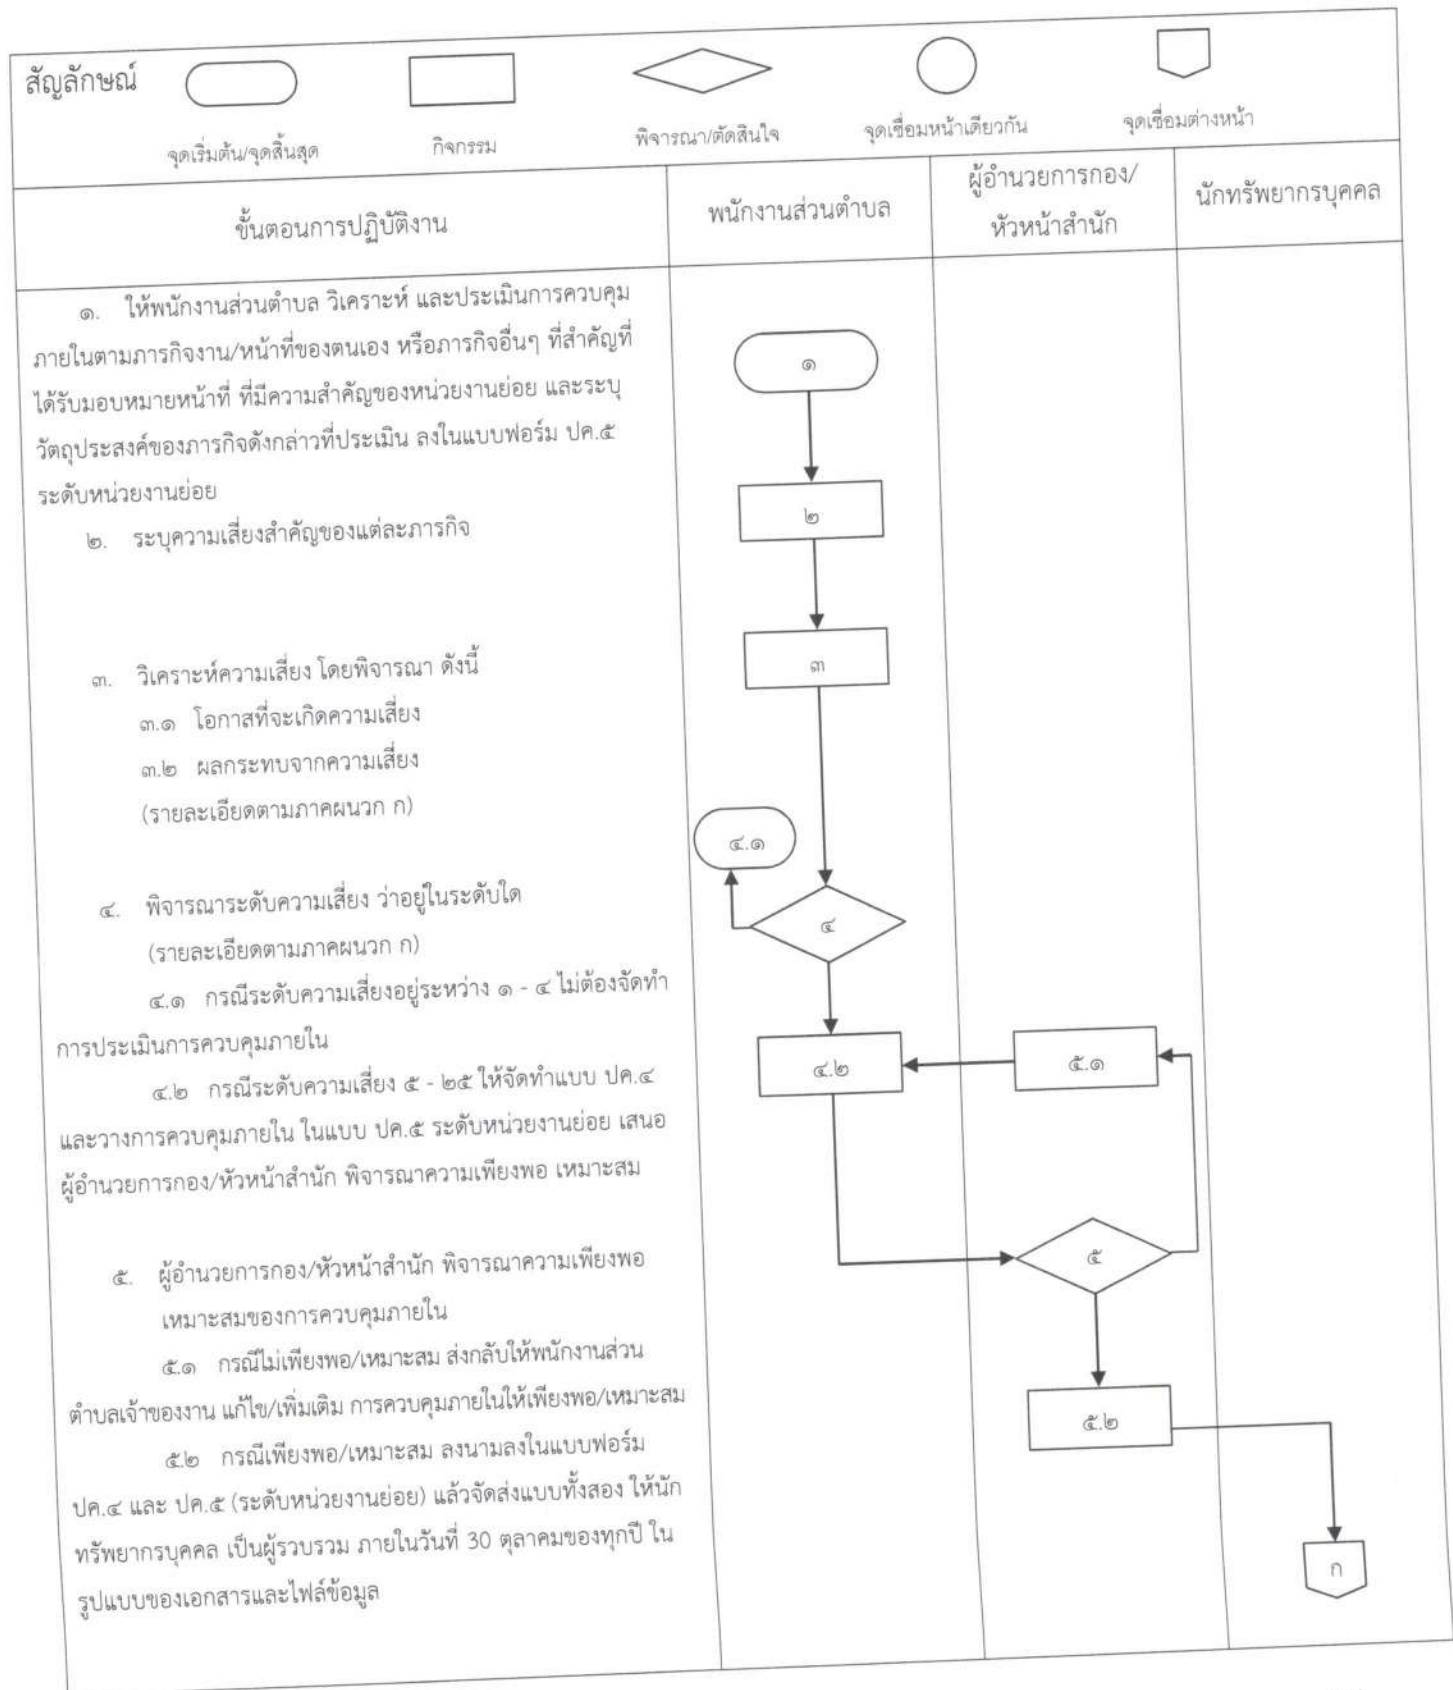 สัญลักษณ์
จุดเริ่มต้น/จุดสิ้นสุด
กิจกรรม
พิจารณา/ตัดสินใจ
จุดเชื่อมหน้าเดียวกัน
จุดเชื่อมต่างหน้า
ขั้นตอนการปฏิบัติงาน
พนักงานส่วนตำบล
ผู้อำนวยการกอง/
หัวหน้าสำนัก
นักทรัพยากรบุคคล
๑. ให้พนักงานส่วนตำบล วิเคราะห์ และประเมินการควบคุม
ภายในตามภารกิจงาน/หน้าที่ของตนเอง หรือภารกิจอื่นๆ ที่สำคัญที่
ได้รับมอบหมายหน้าที่ ที่มีความสำคัญของหน่วยงานย่อย และระบุ
วัตถุประสงค์ของภารกิจดังกล่าวที่ประเมิน ลงในแบบฟอร์ม ปค.๕
ระดับหน่วยงานย่อย
๒. ระบุความเสี่ยงสำคัญของแต่ละภารกิจ
๓. วิเคราะห์ความเสี่ยง โดยพิจารณา ดังนี้
๓.๑ โอกาสที่จะเกิดความเสี่ยง
๓.๒ ผลกระทบจากความเสี่ยง
(รายละเอียดตามภาคผนวก ก)
๔. พิจารณาระดับความเสี่ยง ว่าอยู่ในระดับใด
(รายละเอียดตามภาคผนวก ก)
๔.๑ กรณีระดับความเสี่ยงอยู่ระหว่าง ๑ - ๔ ไม่ต้องจัดทำ
การประเมินการควบคุมภายใน
๔.๒ กรณีระดับความเสี่ยง ๕ - ๒๕ ให้จัดทำแบบ ปค.๔
และวางการควบคุมภายใน ในแบบ ปค.๕ ระดับหน่วยงานย่อย เสนอ
ผู้อำนวยการกอง/หัวหน้าสำนัก พิจารณาความเพียงพอ เหมาะสม
๕. ผู้อำนวยการกอง/หัวหน้าสำนัก พิจารณาความเพียงพอ
เหมาะสมของการควบคุมภายใน
๕.๑ กรณีไม่เพียงพอ/เหมาะสม ส่งกลับให้พนักงานส่วน
ตำบลเจ้าของงาน แก้ไข/เพิ่มเติม การควบคุมภายในให้เพียงพอ/เหมาะสม
๕.๒ กรณีเพียงพอ/เหมาะสม ลงนามลงในแบบฟอร์ม
ปค.๔ และ ปค.๕ (ระดับหน่วยงานย่อย) แล้วจัดส่งแบบทั้งสอง ให้นัก
ทรัพยากรบุคคล เป็นผู้รวบรวม ภายในวันที่ 30 ตุลาคมของทุกปี ใน
รูปแบบของเอกสารและไฟล์ข้อมูล
๑
๒
๓
๔.๑
๔
๔.๒
๕.๑
๕
๕.๒
ก